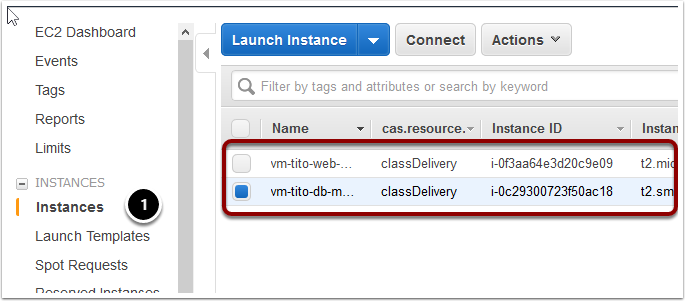 EC2 Dashboard
Events
Tags
Reports
Limits
INSTANCES
Instances
1
Launch Templates
Spot Requests
Reserved Instances
Launch Instance Connect Actions
Filter by tags and attributes or search by keyword
Name cas.resource. Instance ID Instan
vm-tito-web-... classDelivery i-0f3aa64e3d20c9e09 t2.mic
vm-tito-db-m... classDelivery i-0c29300723f50ac18 t2.sm